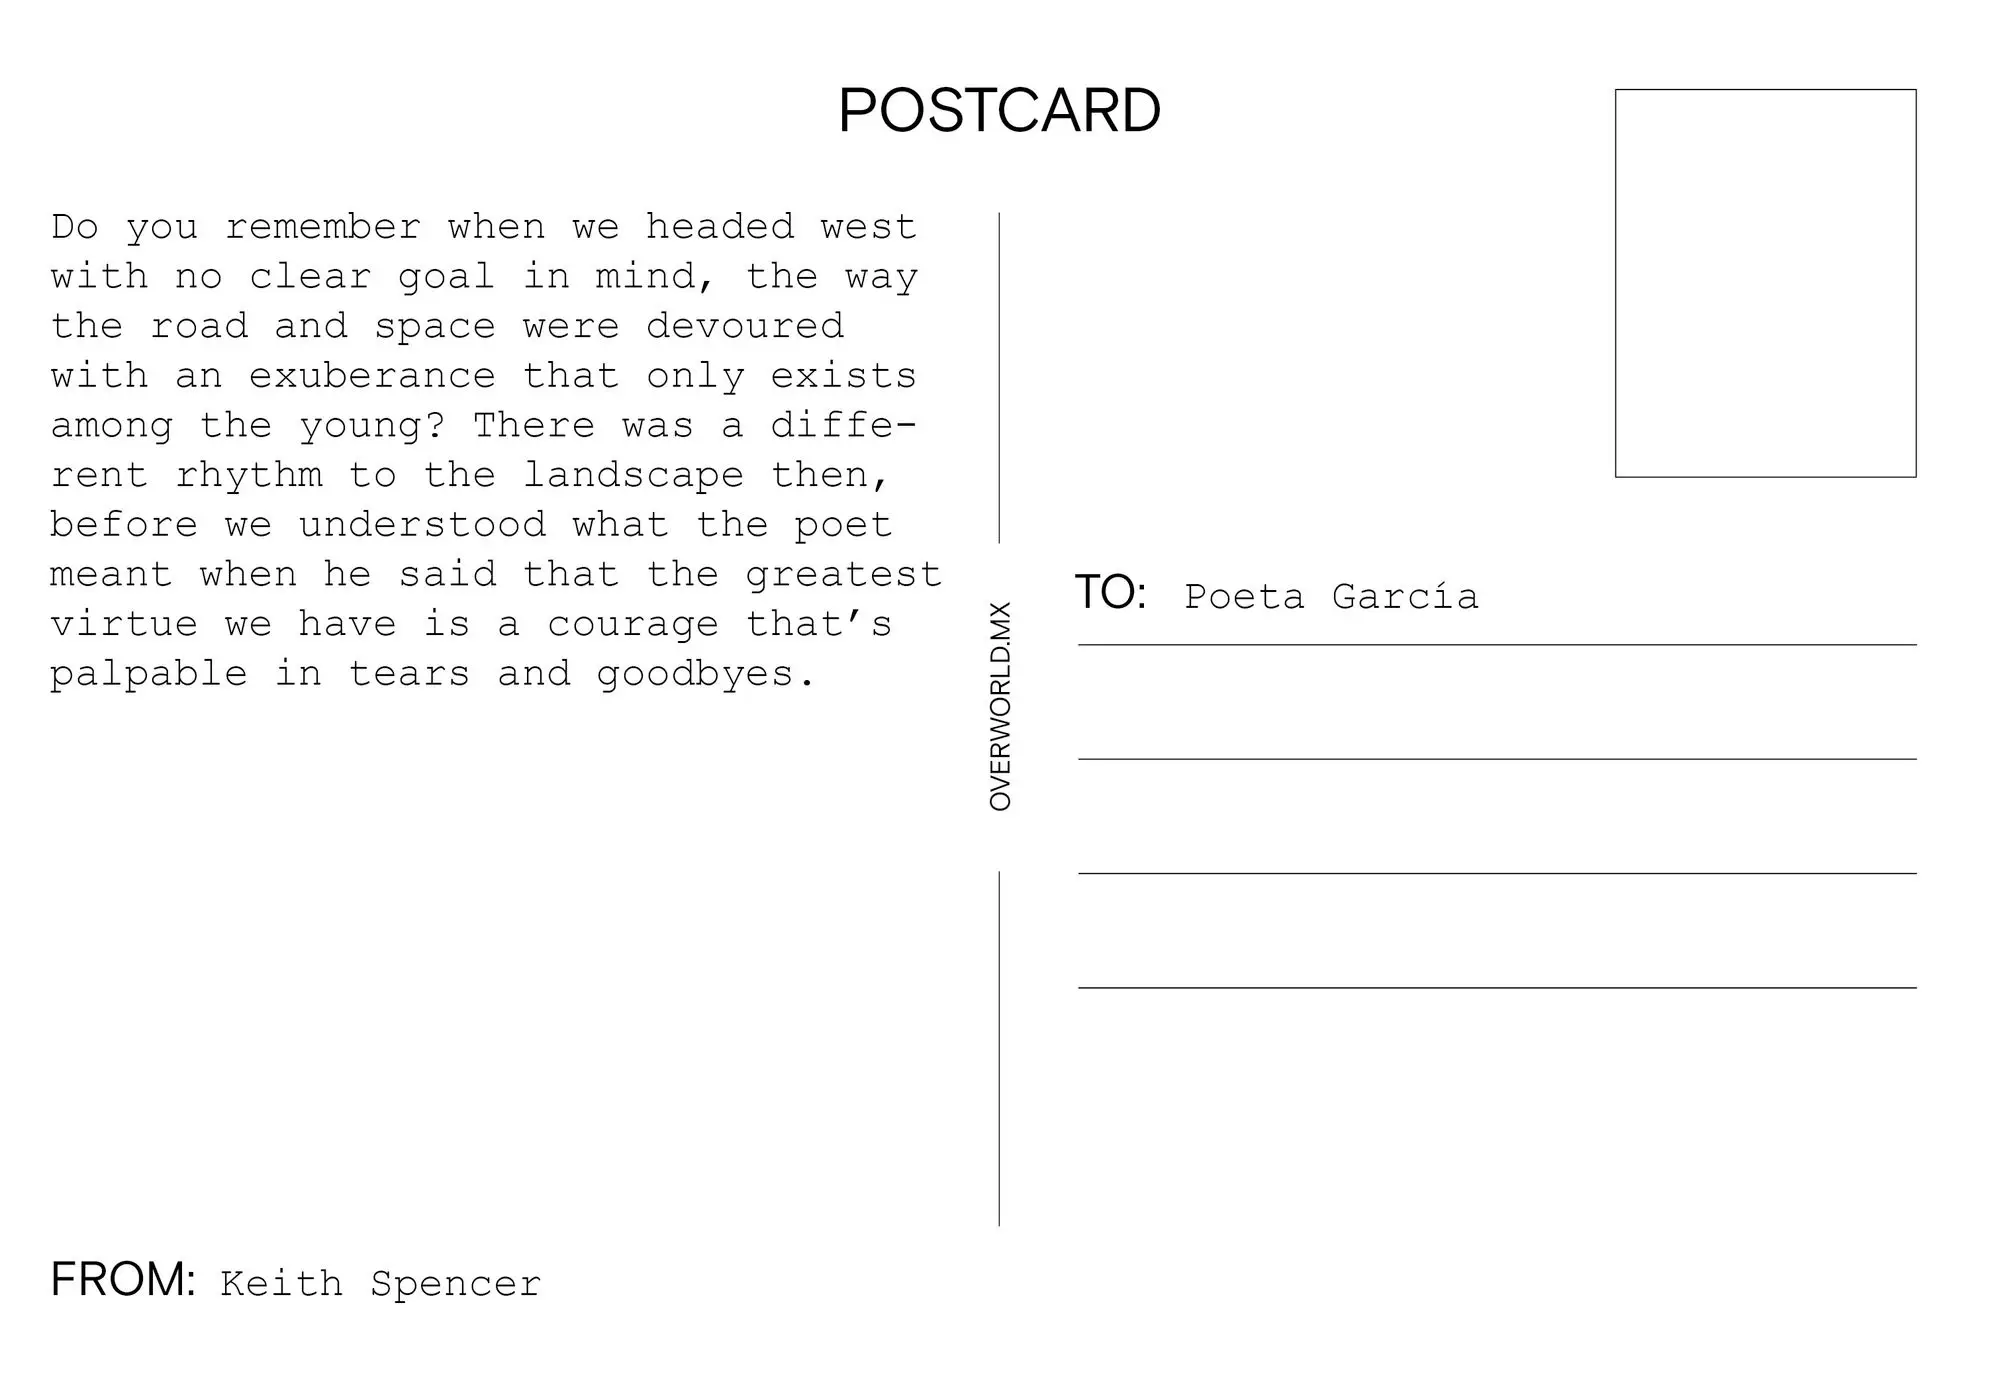 POSTCARD
Do you remember when we headed west
with no clear goal in mind, the way
the road and space were devoured
with an exuberance that only exists
among the young? There was a diffe-
rent rhythm to the landscape then,
before we understood what the poet
meant when he said that the greatest
virtue we have is a courage that’s
palpable in tears and goodbyes.
FROM: Keith Spencer
OVERWORLD.MX
TO: Poeta García